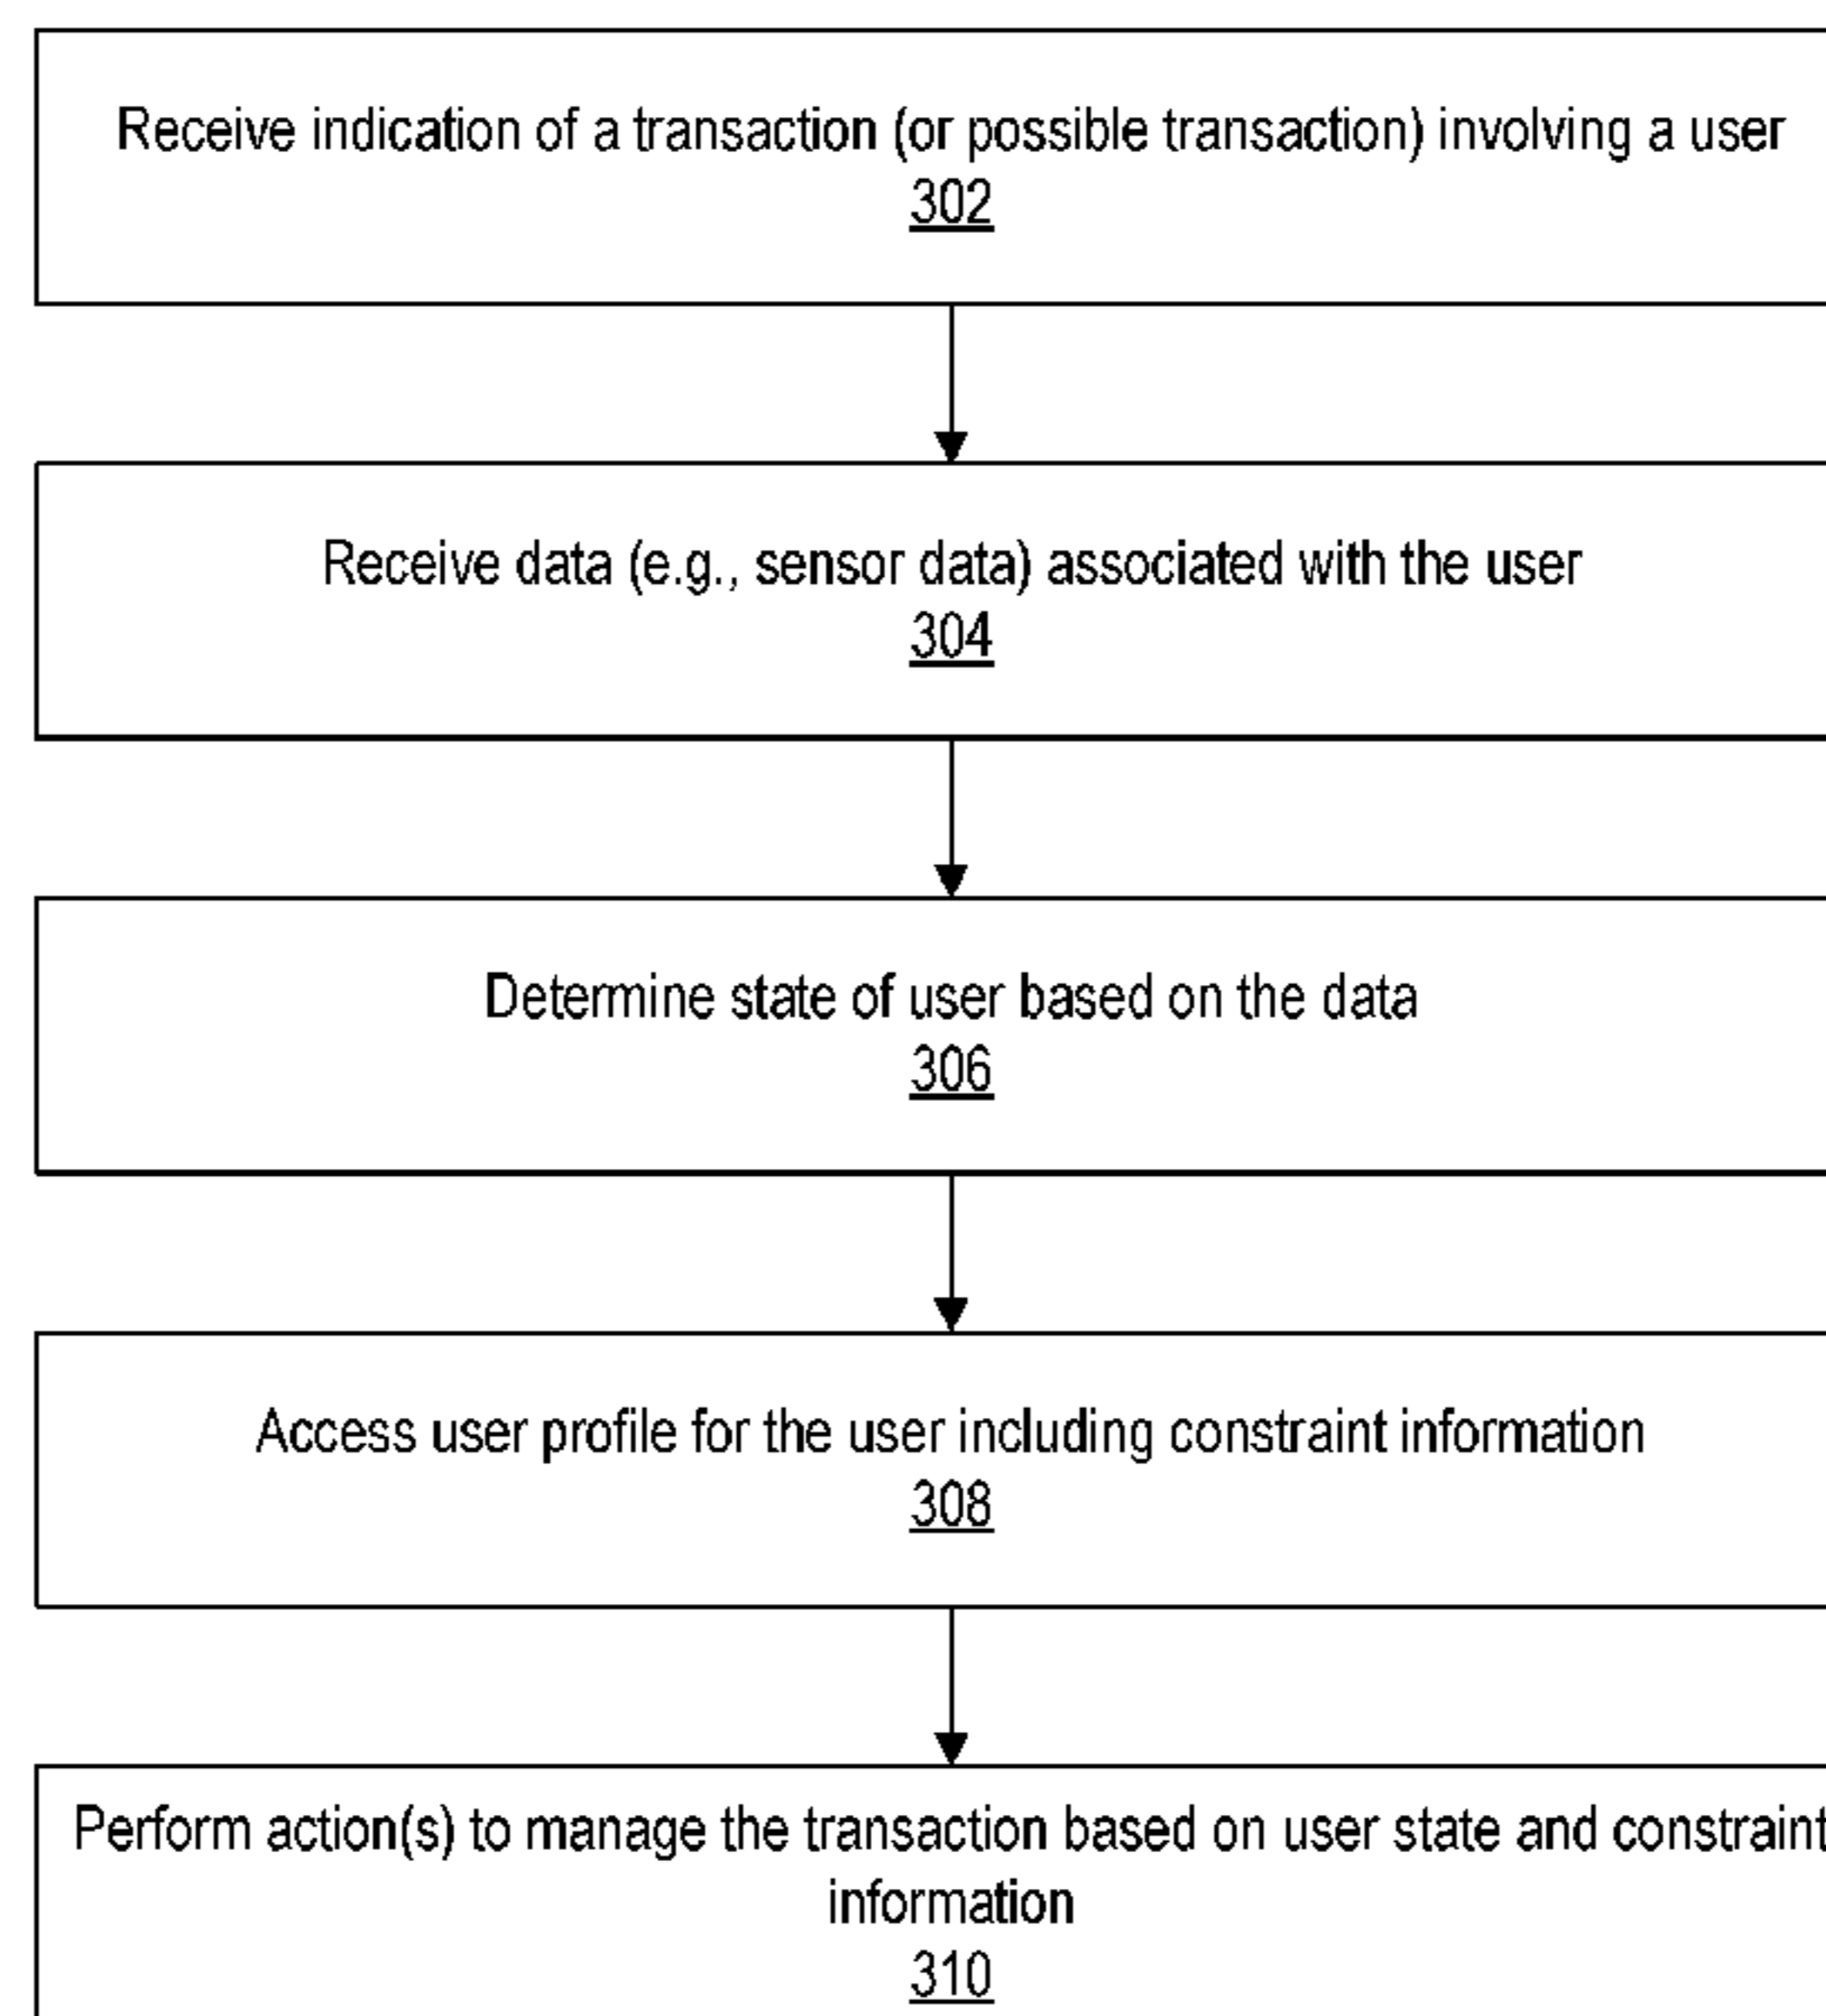 Receive indication of a transaction (or possible transaction) involving a user
302
Receive data (e.g., sensor data) associated with the user
304
Determine state of user based on the data
306
Access user profile for the user including constraint information
308
Perform action(s) to manage the transaction based on user state and constraint
information
310